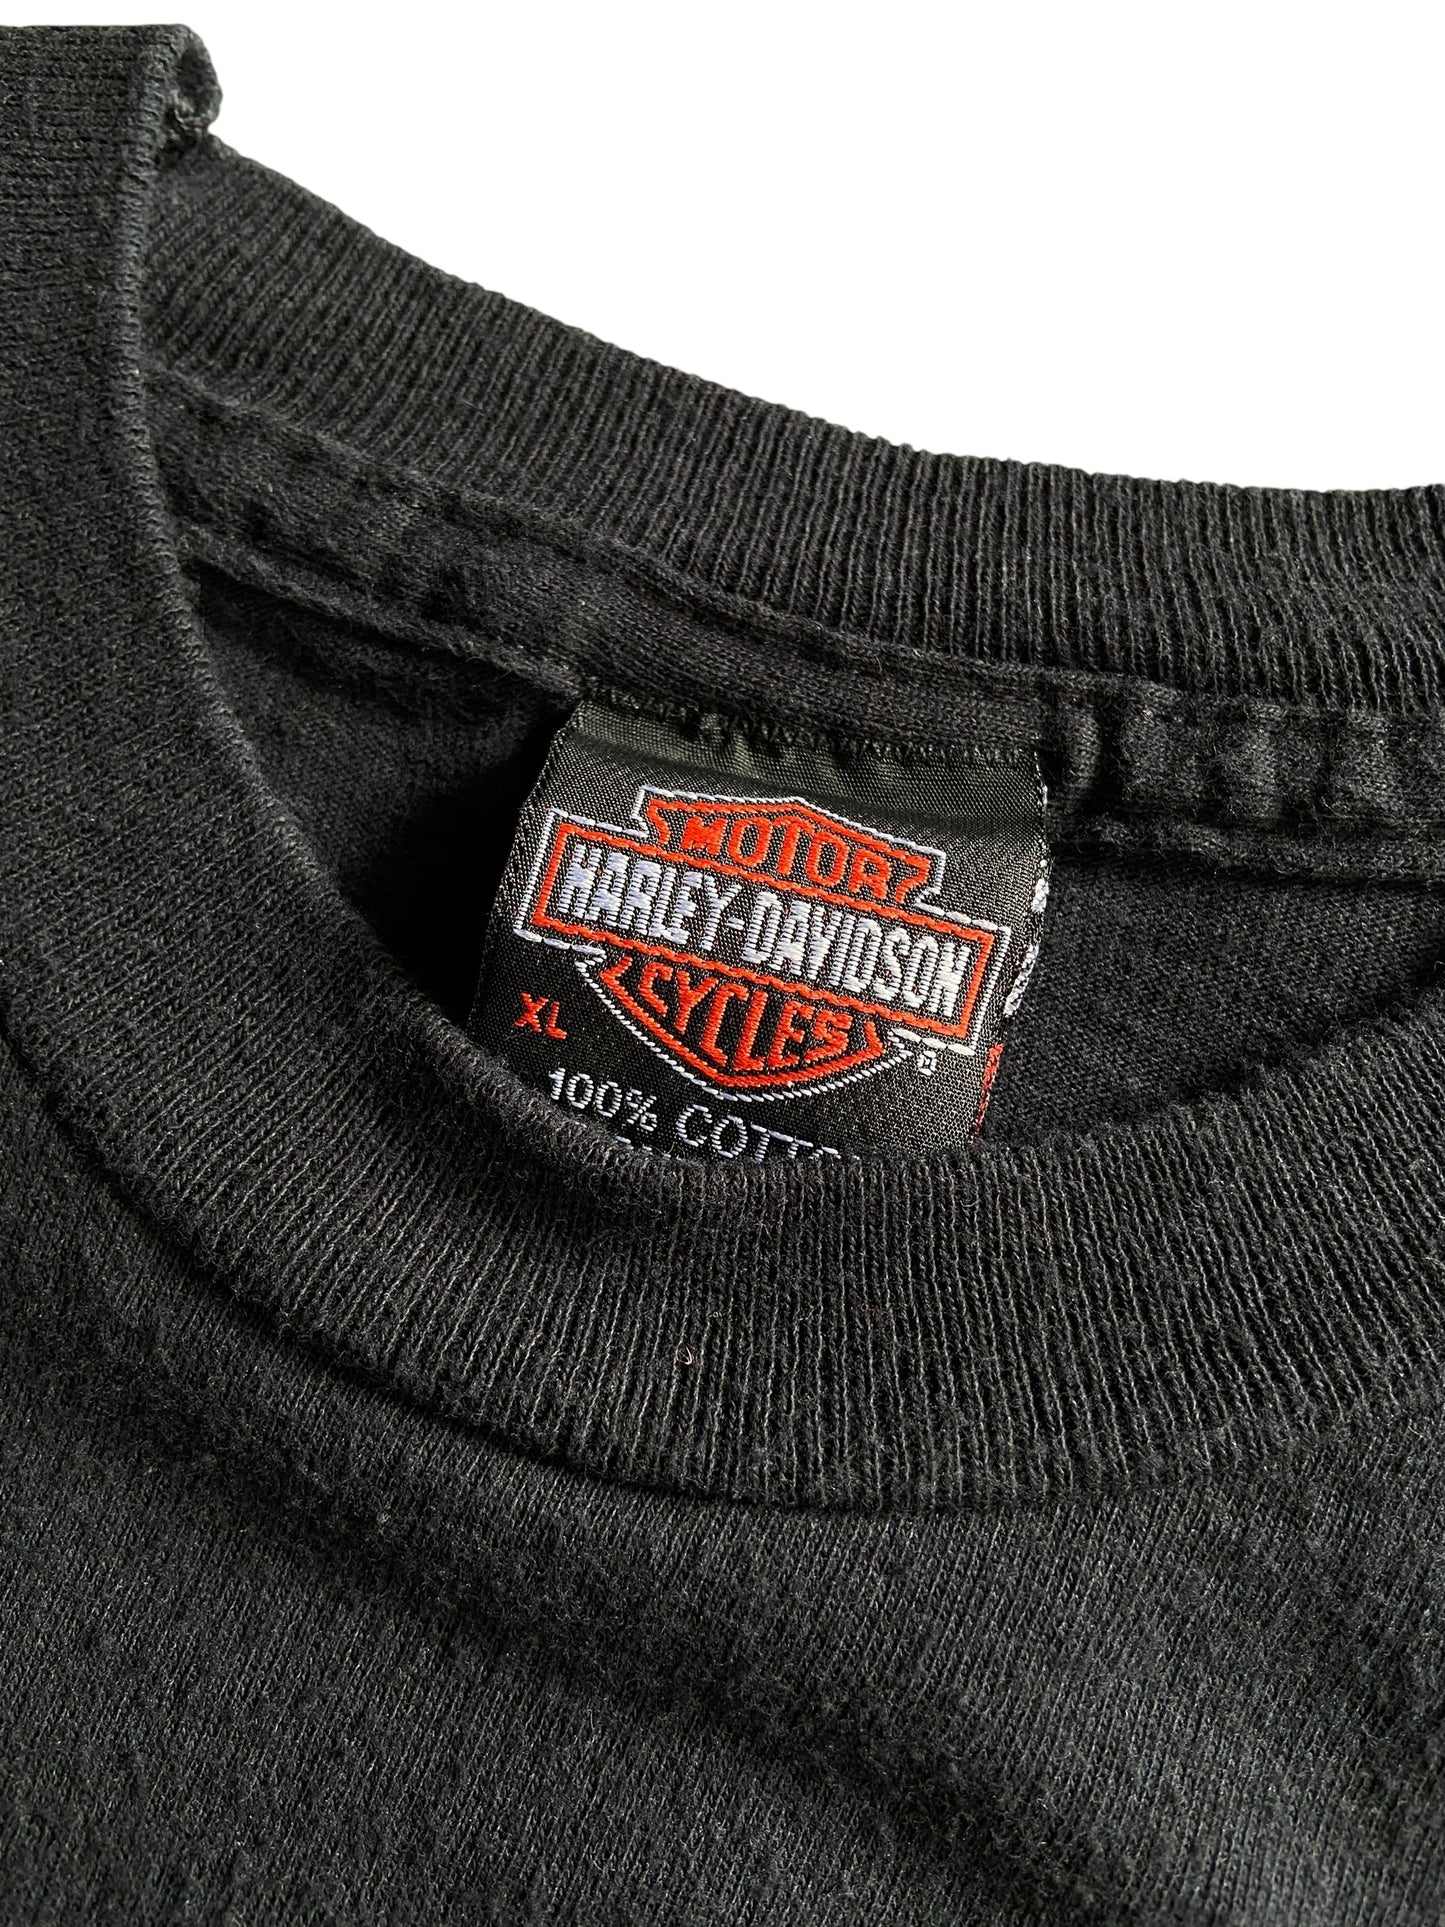 MOTOR
HARLEY-DAVIDSON
CYCLES
®
XL
100% COTTO